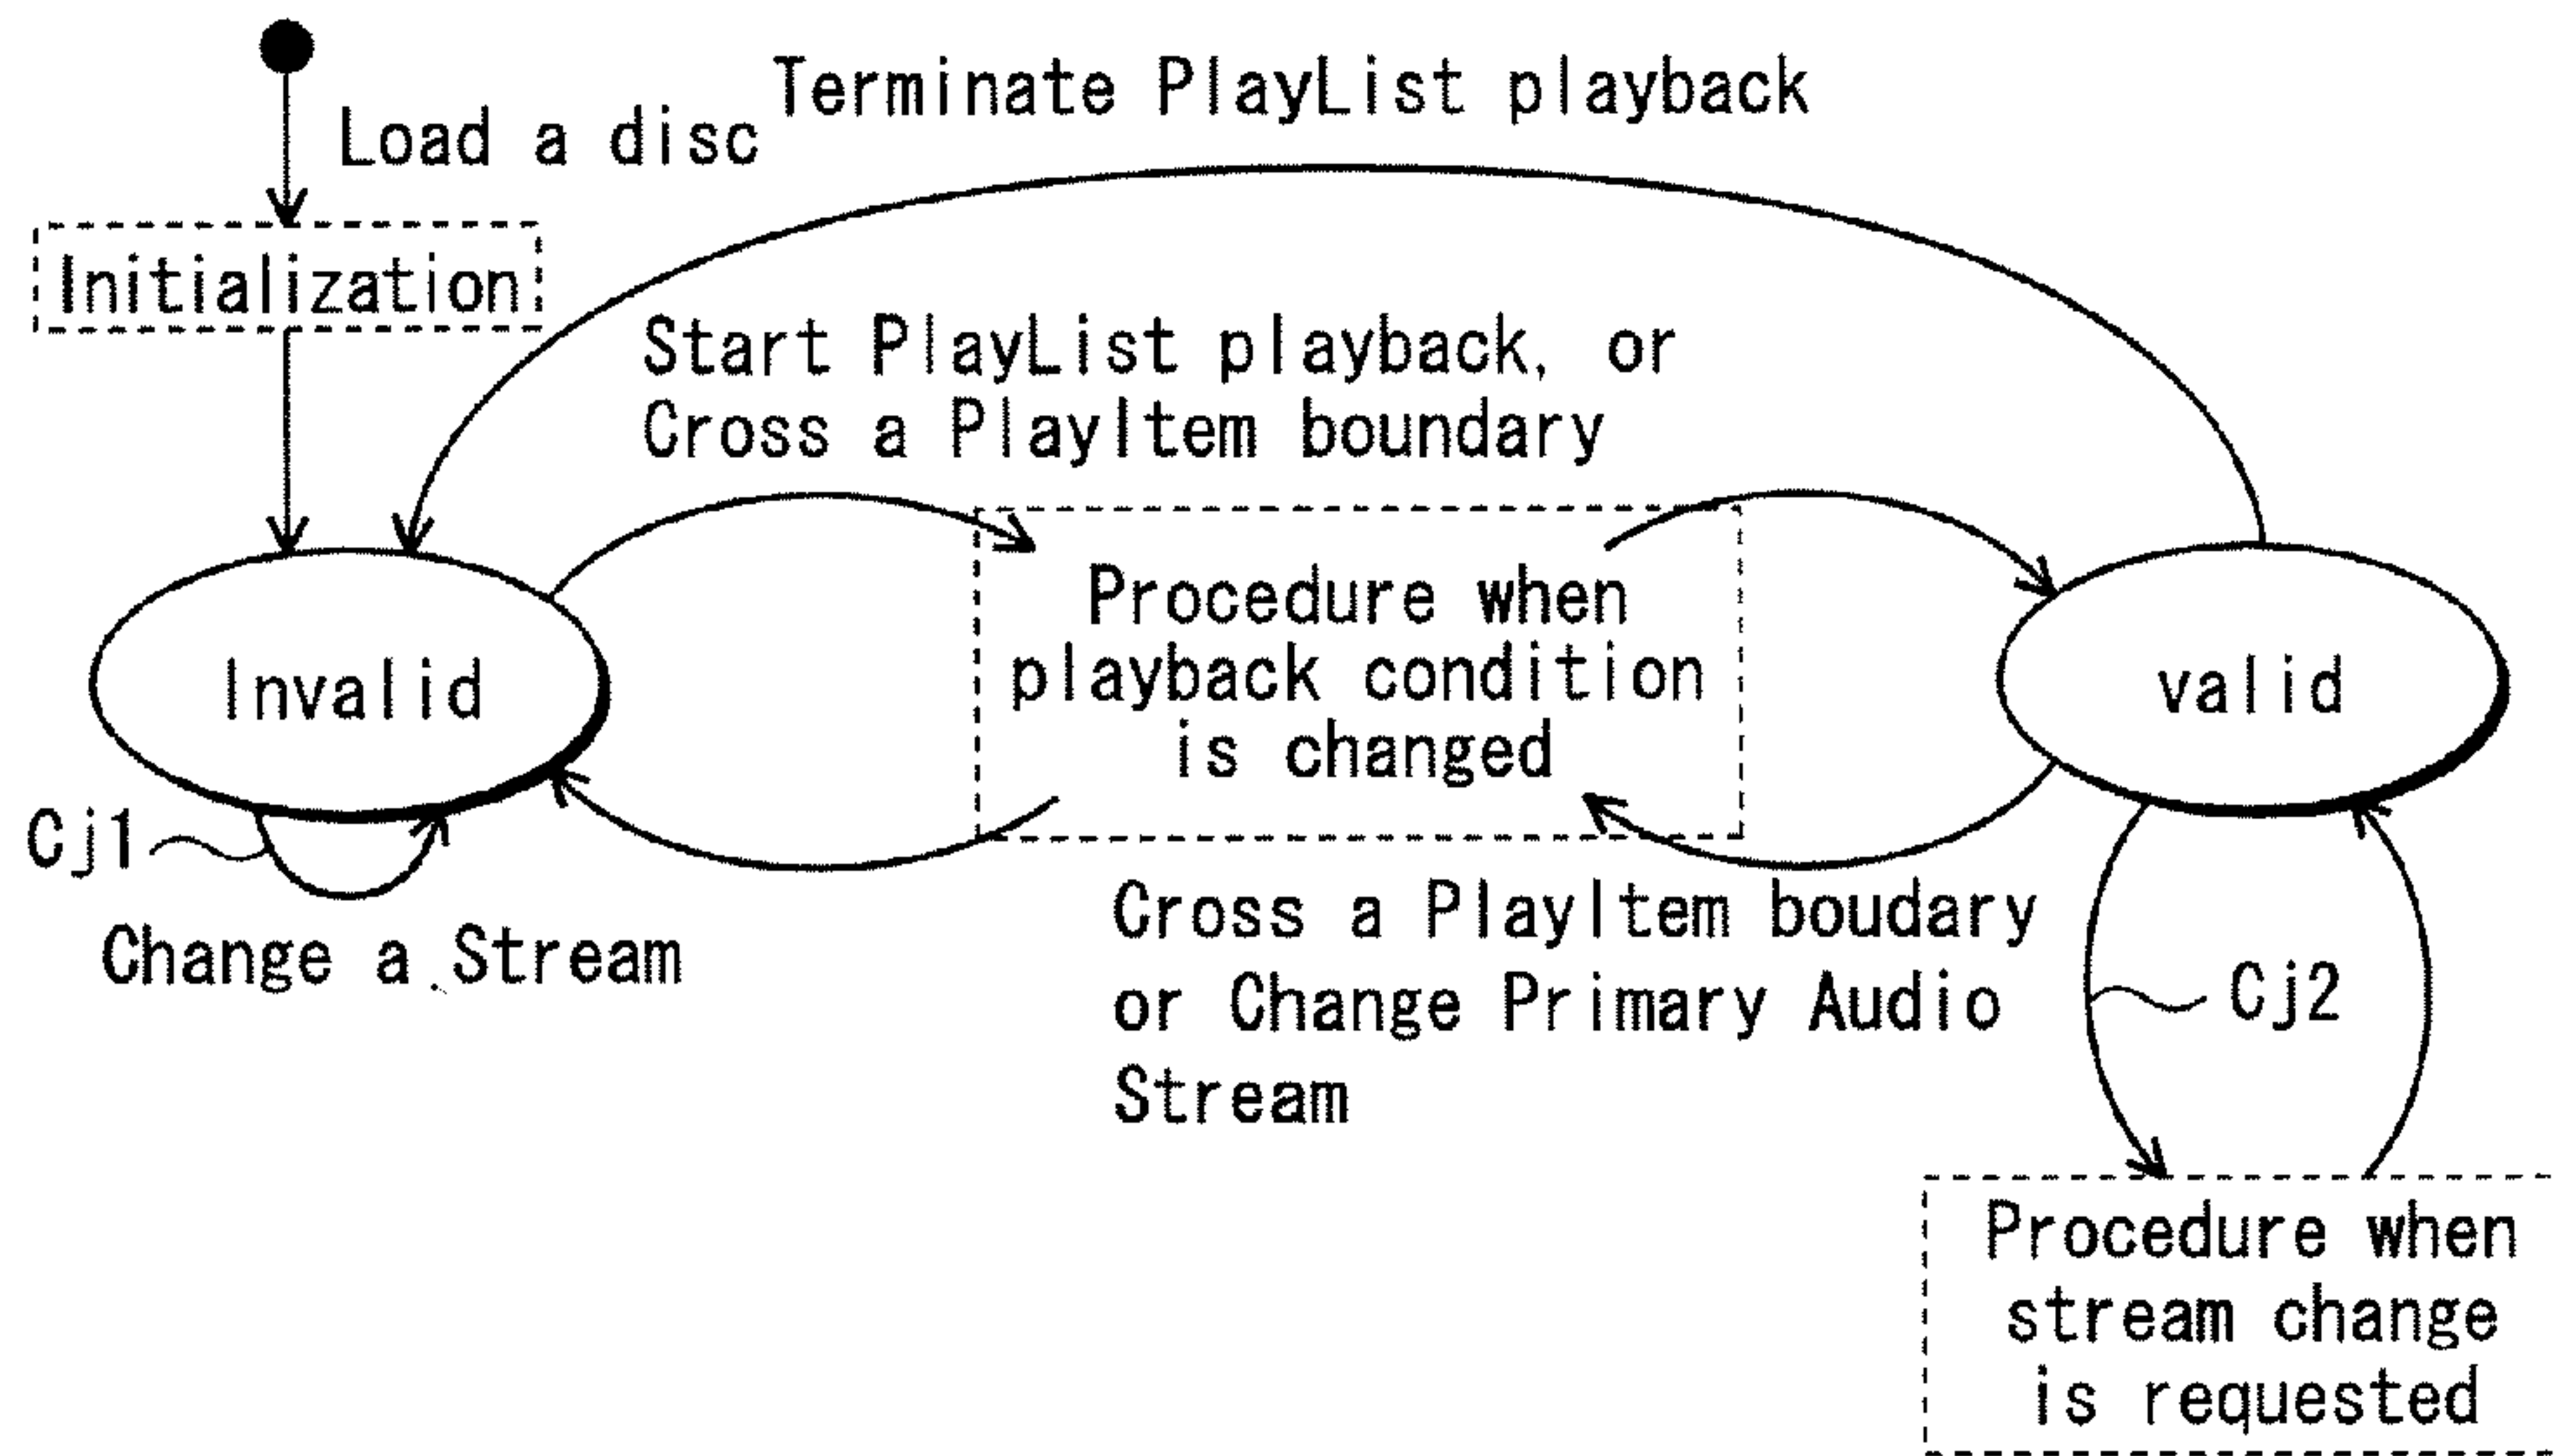 Load a disc
Terminate PlayList playback
Initialization
Start PlayList playback, or
Cross a PlayItem boundary
Procedure when
playback condition
is changed
Invalid
valid
Cj1
Change a Stream
Cross a PlayItem boudary
or Change Primary Audio
Stream
Cj2
Procedure when
stream change
is requested